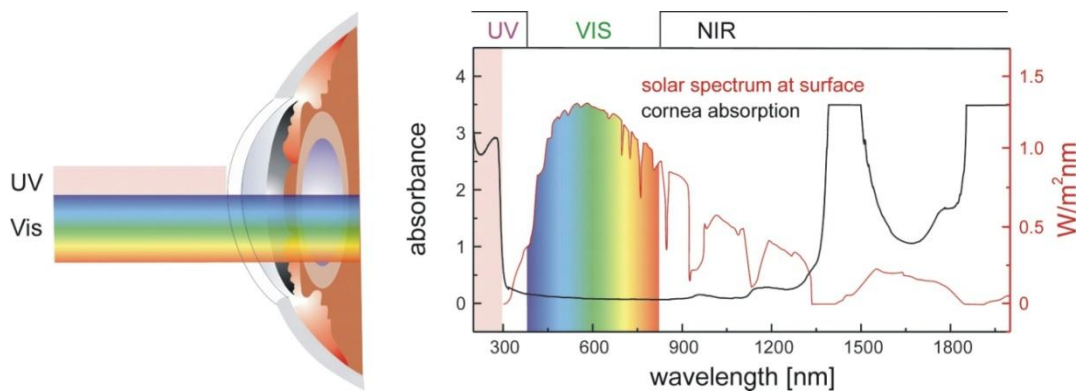 UV
Vis
UV VIS NIR
solar spectrum at surface
cornea absorption
absorbance
4
3
2
1
0
W/m²nm
1.5
1.0
0.5
0
300 600 900 1200 1500 1800
wavelength [nm]